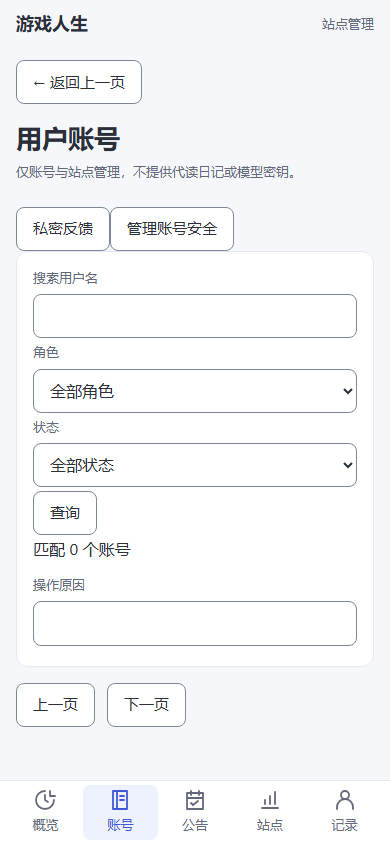 游戏人生
站点管理
← 返回上一页
用户账号
仅账号与站点管理，不提供代读日记或模型密钥。
私密反馈
管理账号安全
搜索用户名
角色
全部角色
状态
全部状态
查询
匹配 0 个账号
操作原因
上一页
下一页
概览
账号
公告
站点
记录